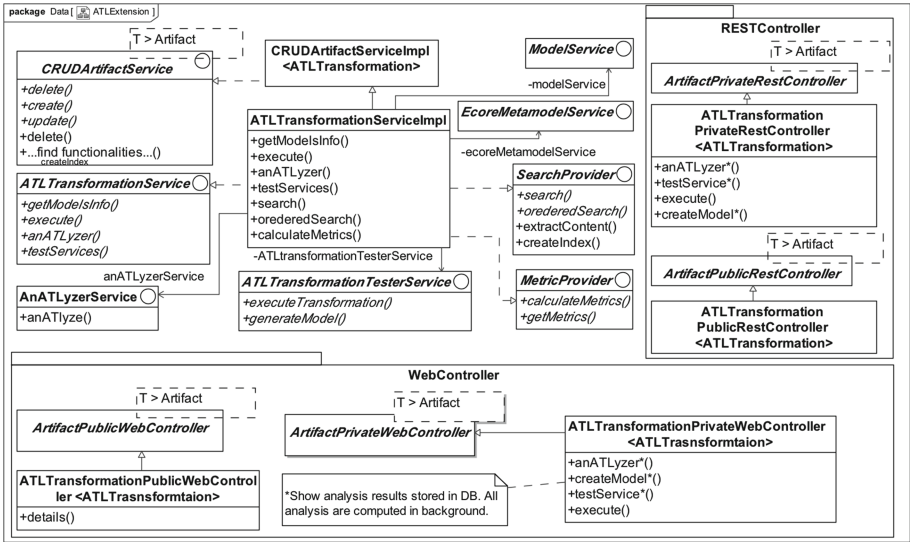 package Data [ ATLExtension ]
T > Artifact
CRUDArtifactService
+delete()
+create()
+update()
+delete()
+...find functionalities...()
createIndex
CRUDArtifactServiceImpl
<ATLTransformation>
ModelService
-modelService
EcoreMetamodelService
-ecoreMetamodelService
ATLTransformationServiceImpl
+getModelsInfo()
+execute()
+anATLyzer()
+testServices()
+search()
+orederedSearch()
+calculateMetrics()
ATLTransformationService
+getModelsInfo()
+execute()
+anATLyzer()
+testServices()
SearchProvider
+search()
+orederedSearch()
+extractContent()
+createIndex()
-ATLtransformationTesterService
anATLyzerService
AnATLyzerService
+anATlyze()
ATLTransformationTesterService
+executeTransformation()
+generateModel()
MetricProvider
+calculateMetrics()
+getMetrics()
RESTController
T > Artifact
ArtifactPrivateRestController
ATLTransformation
PrivateRestController
<ATLTransformation>
+anATLyzer*()
+testService*()
+execute()
+createModel*()
T > Artifact
ArtifactPublicRestController
ATLTransformation
PublicRestController
<ATLTransformation>
WebController
T > Artifact
ArtifactPublicWebController
ATLTransformationPublicWebControl
ler <ATLTrasnsformtaion>
+details()
T > Artifact
ArtifactPrivateWebController
*Show analysis results stored in DB. All
analysis are computed in background.
ATLTransformationPrivateWebController
<ATLTrasnsformtaion>
+anATLyzer*()
+createModel*()
+testService*()
+execute()